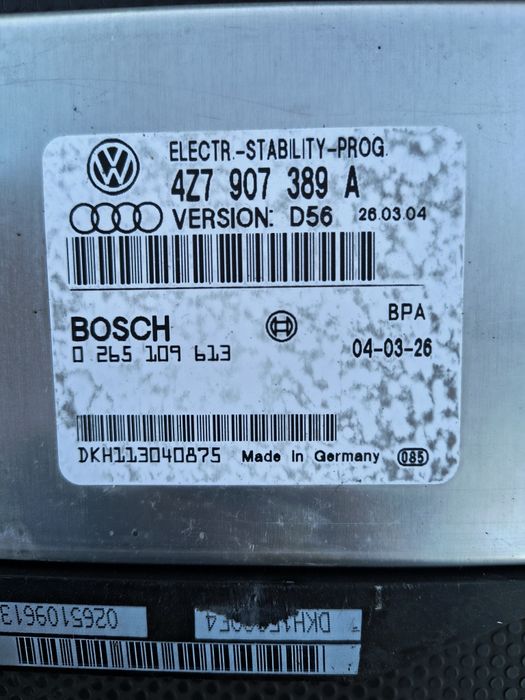 ELECTR.-STABILITY-PROG.
4Z7 907 389 A
VERSION: D56 26.03.04
BOSCH
BPA
0 265 109 613
04-03-26
DKH113040875 Made in Germany 085
0265109613